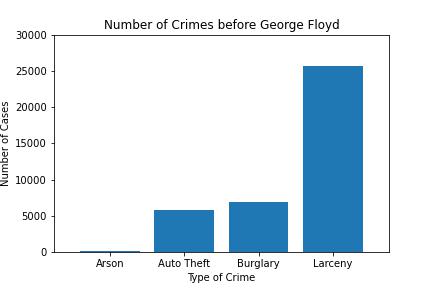 Number of Crimes before George Floyd
30000
25000
20000
15000
10000
5000
0
Number of Cases
Arson
Auto Theft
Burglary
Larceny
Type of Crime